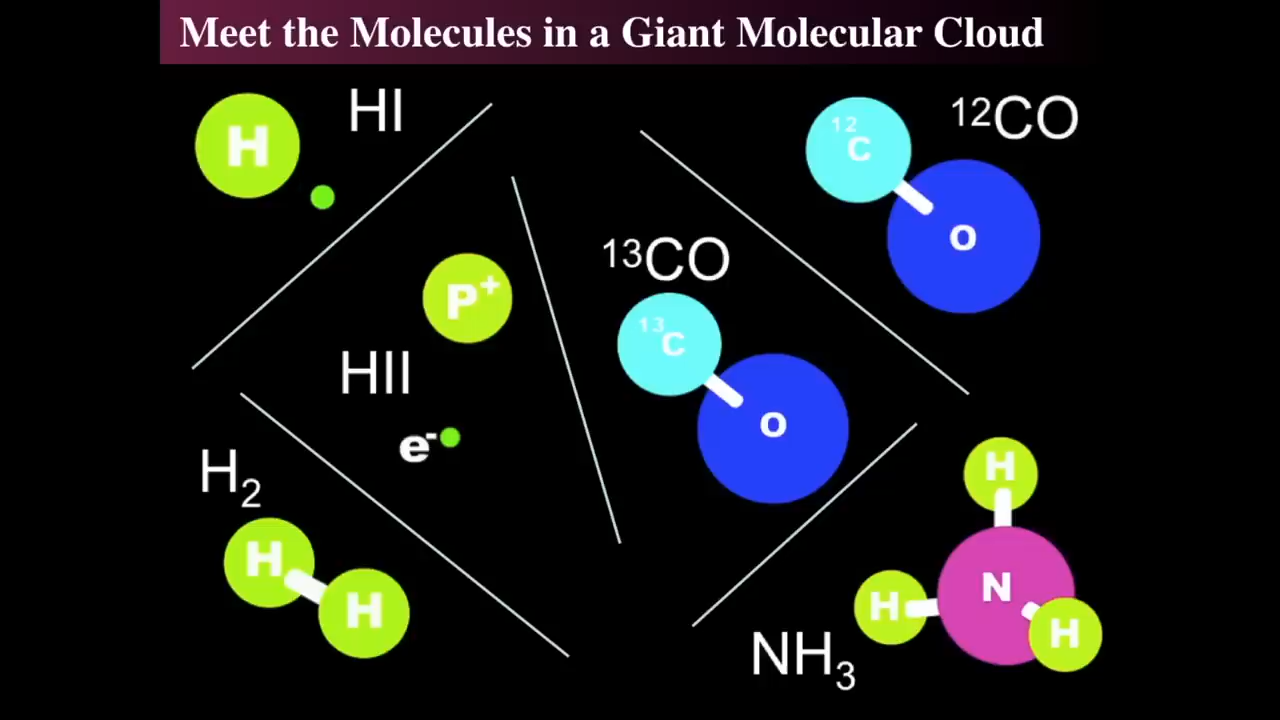 Meet the Molecules in a Giant Molecular Cloud
H
HI
¹²C
O
¹²CO
P⁺
HII
e⁻
¹³CO
¹³C
O
H₂
H
H
H
H
N
H
NH₃